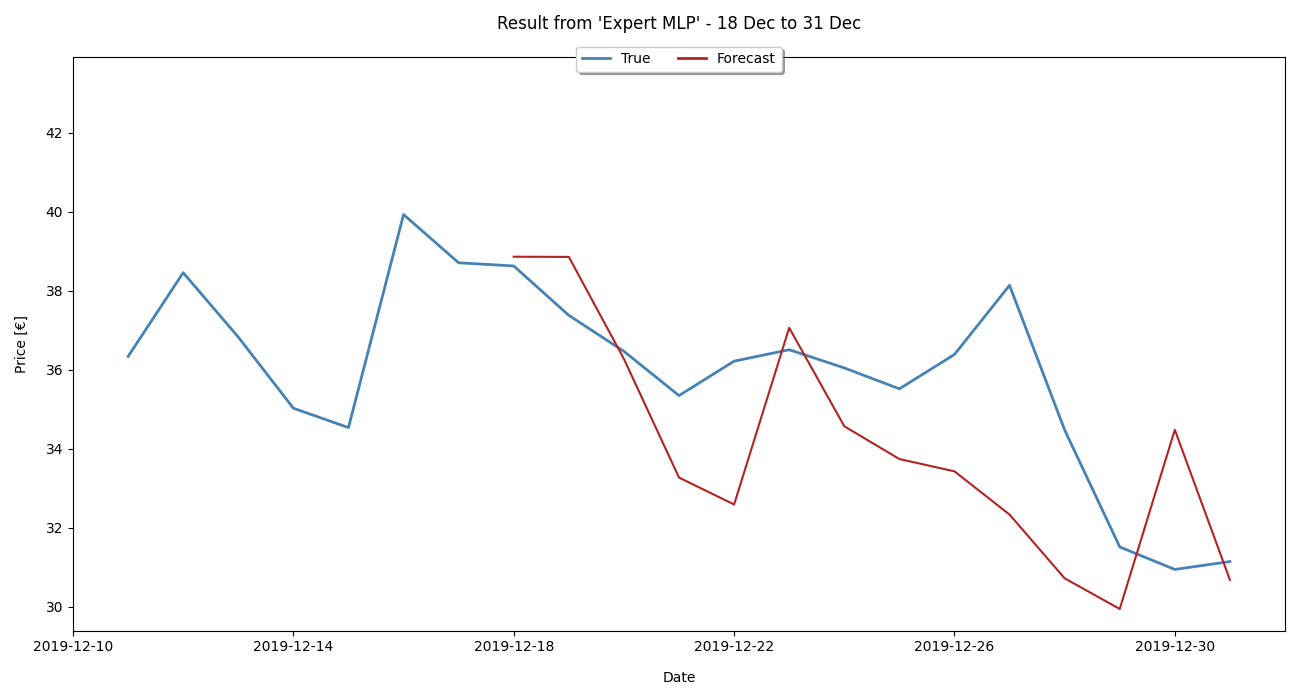 Result from 'Expert MLP' - 18 Dec to 31 Dec
True Forecast
42
40
38
36
34
32
30
Price [€]
2019-12-10 2019-12-14 2019-12-18 2019-12-22 2019-12-26 2019-12-30
Date